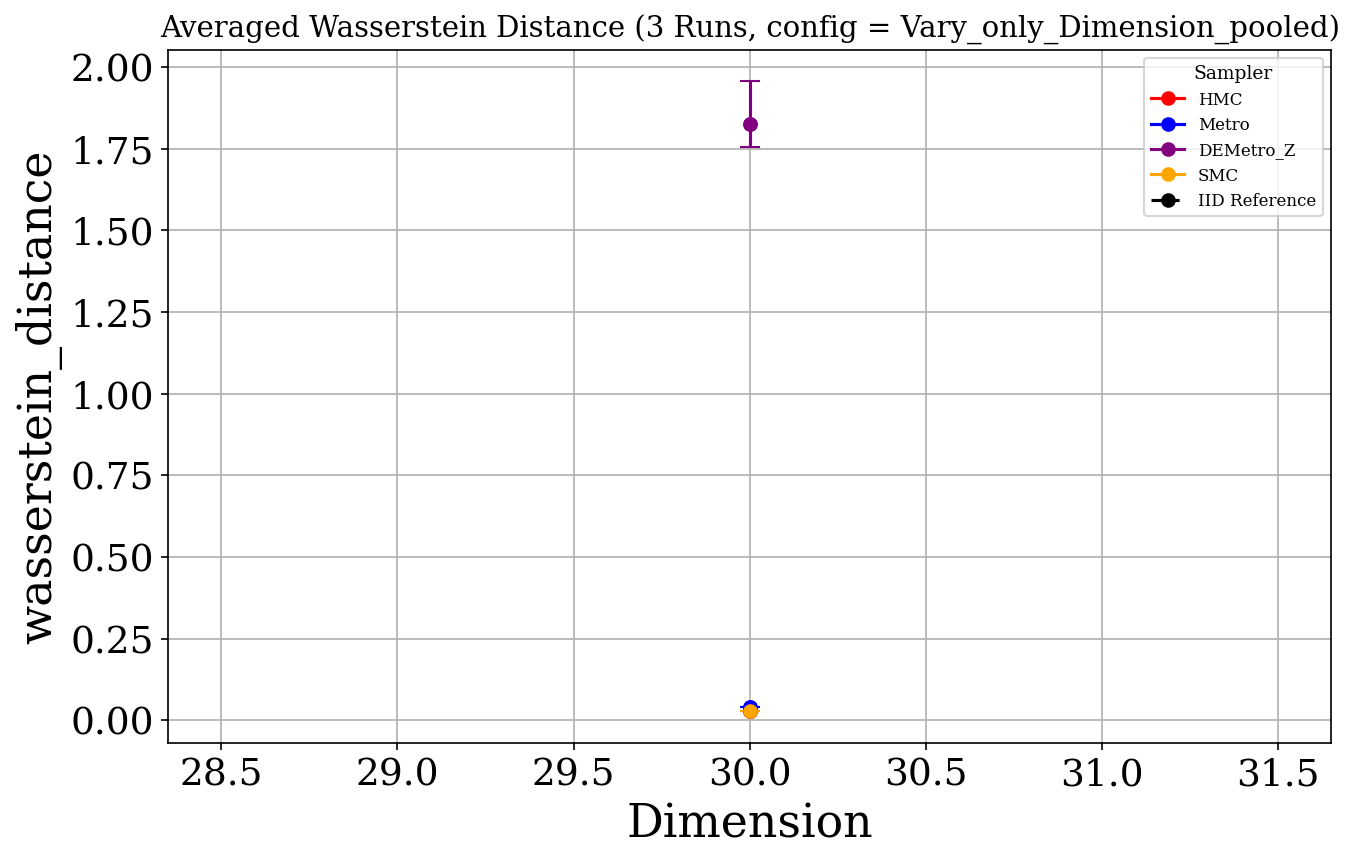 Averaged Wasserstein Distance (3 Runs, config = Vary_only_Dimension_pooled)
wasserstein_distance
2.00
1.75
1.50
1.25
1.00
0.75
0.50
0.25
0.00
Sampler
HMC
Metro
DEMetro_Z
SMC
IID Reference
28.5 29.0 29.5 30.0 30.5 31.0 31.5
Dimension